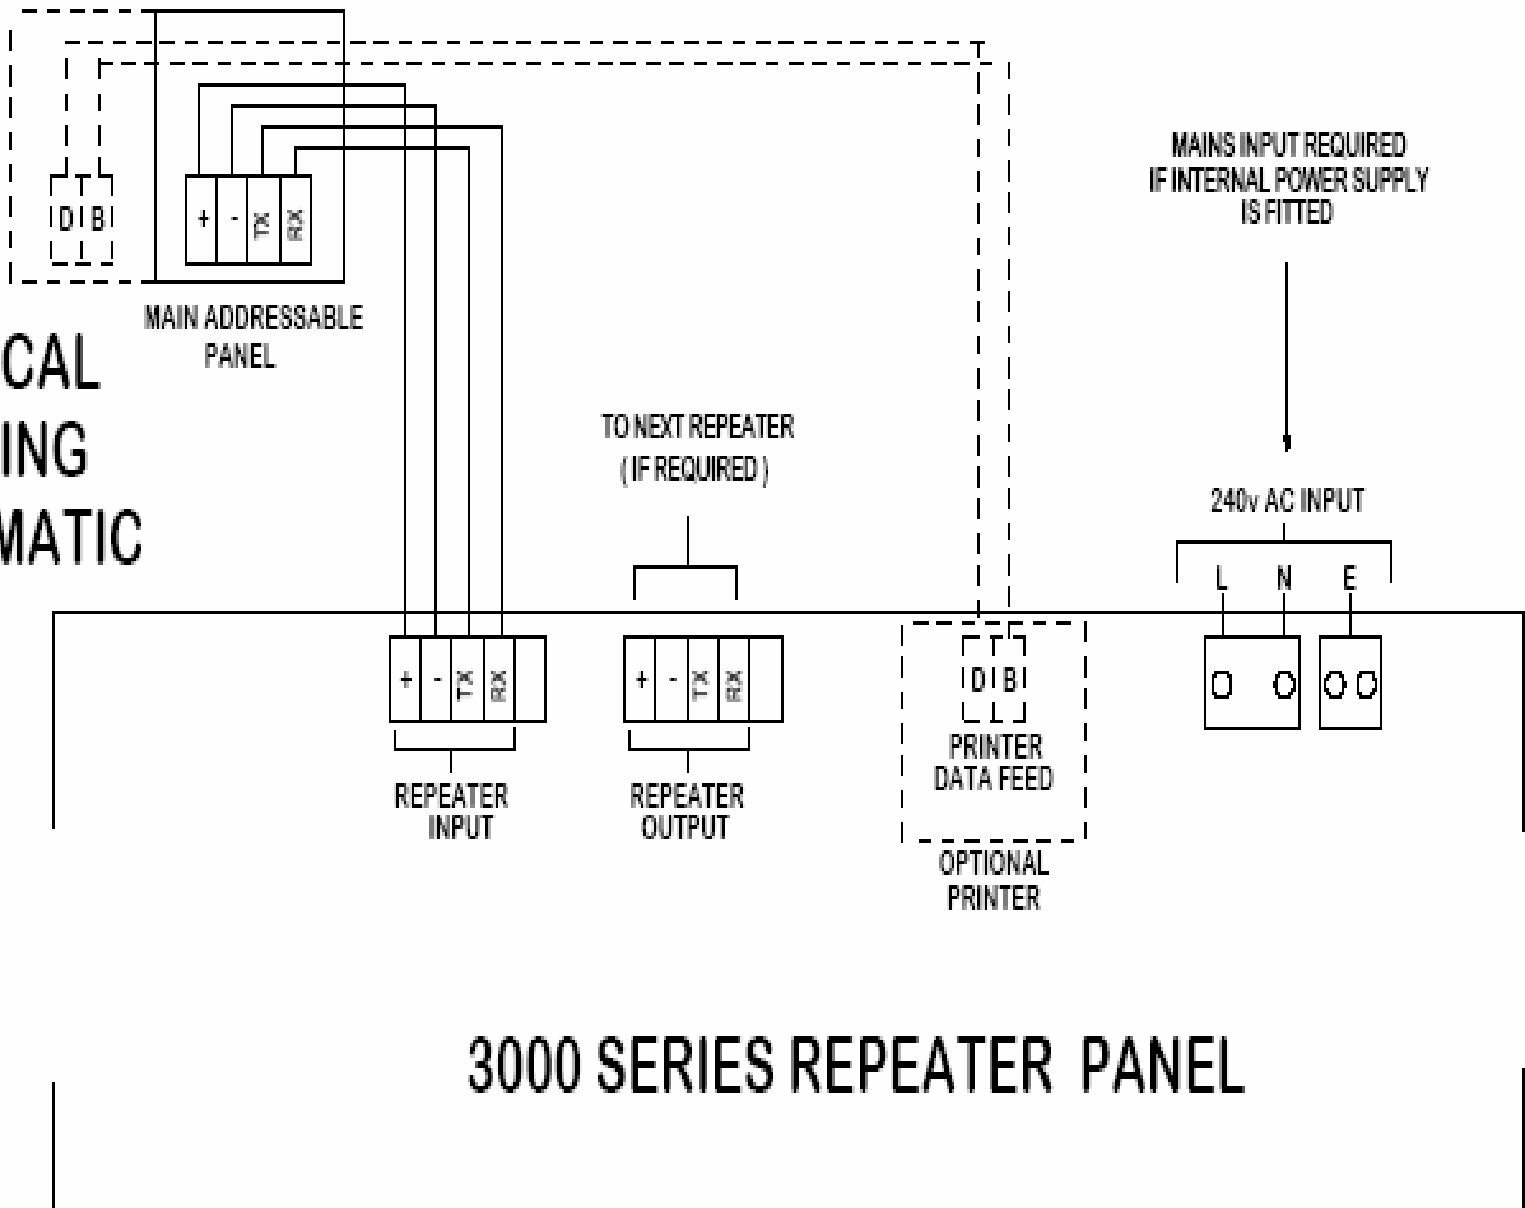 D B
+ - TX RX
MAIN ADDRESSABLE
PANEL
CAL
ING
MATIC
TO NEXT REPEATER
( IF REQUIRED )
MAINS INPUT REQUIRED
IF INTERNAL POWER SUPPLY
IS FITTED
240v AC INPUT
L N E
+ - TX RX
REPEATER
INPUT
+ - TX RX
REPEATER
OUTPUT
D B
PRINTER
DATA FEED
OPTIONAL
PRINTER
3000 SERIES REPEATER PANEL